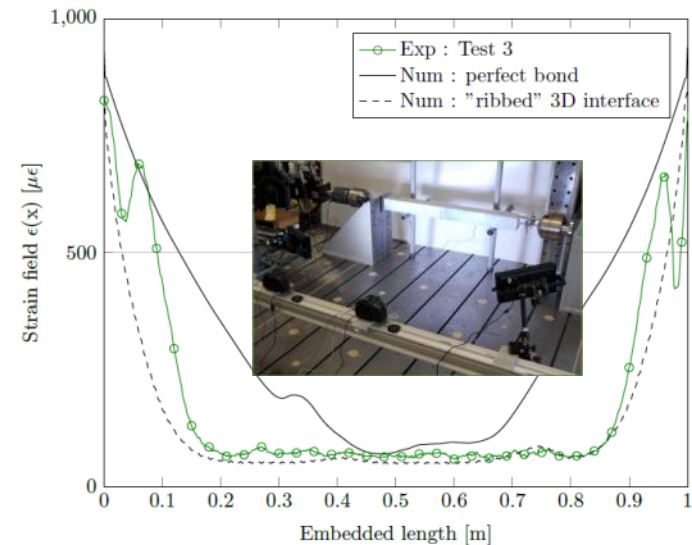 1,000
500
0
Strain field ϵ(x) [μϵ]
Exp : Test 3
Num : perfect bond
Num : ”ribbed” 3D interface
0 0.1 0.2 0.3 0.4 0.5 0.6 0.7 0.8 0.9 1
Embedded length [m]